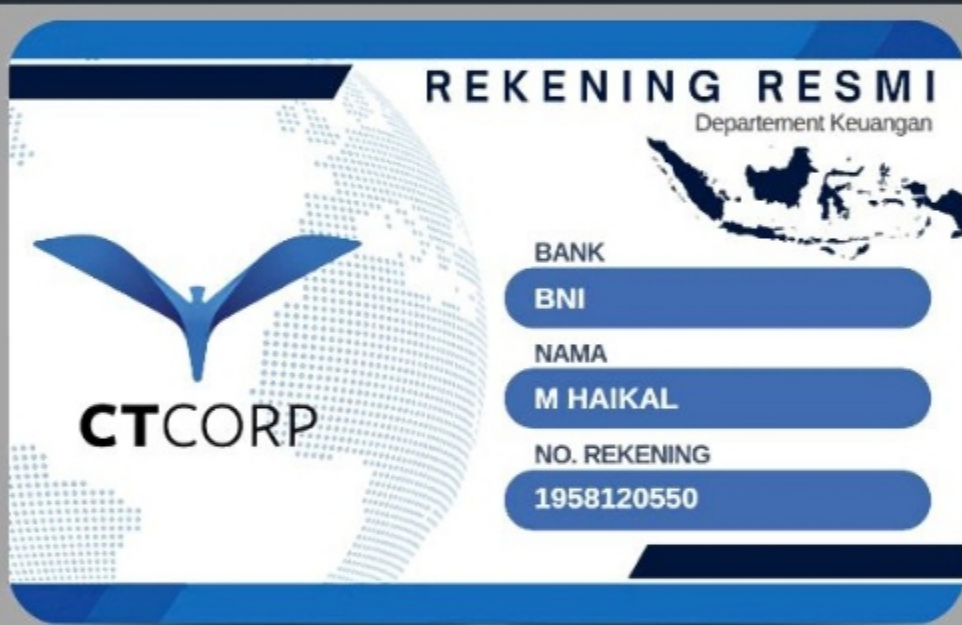 REKENING RESMI
Departement Keuangan
CTCORP
BANK
BNI
NAMA
M HAIKAL
NO. REKENING
1958120550